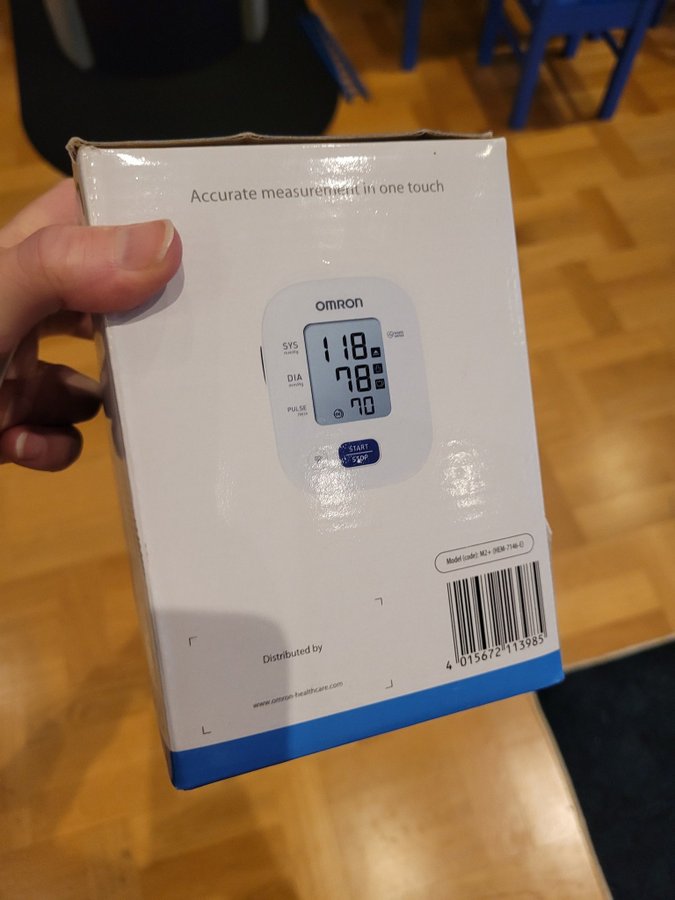 Accurate measurement in one touch
OMRON
SYS
mmHg
118
DIA
mmHg
78
PULSE
/min
70
OK
START
STOP
Model (code): M2+ (HEM-7146-E)
4 015672 113985
Distributed by
www.omron-healthcare.com